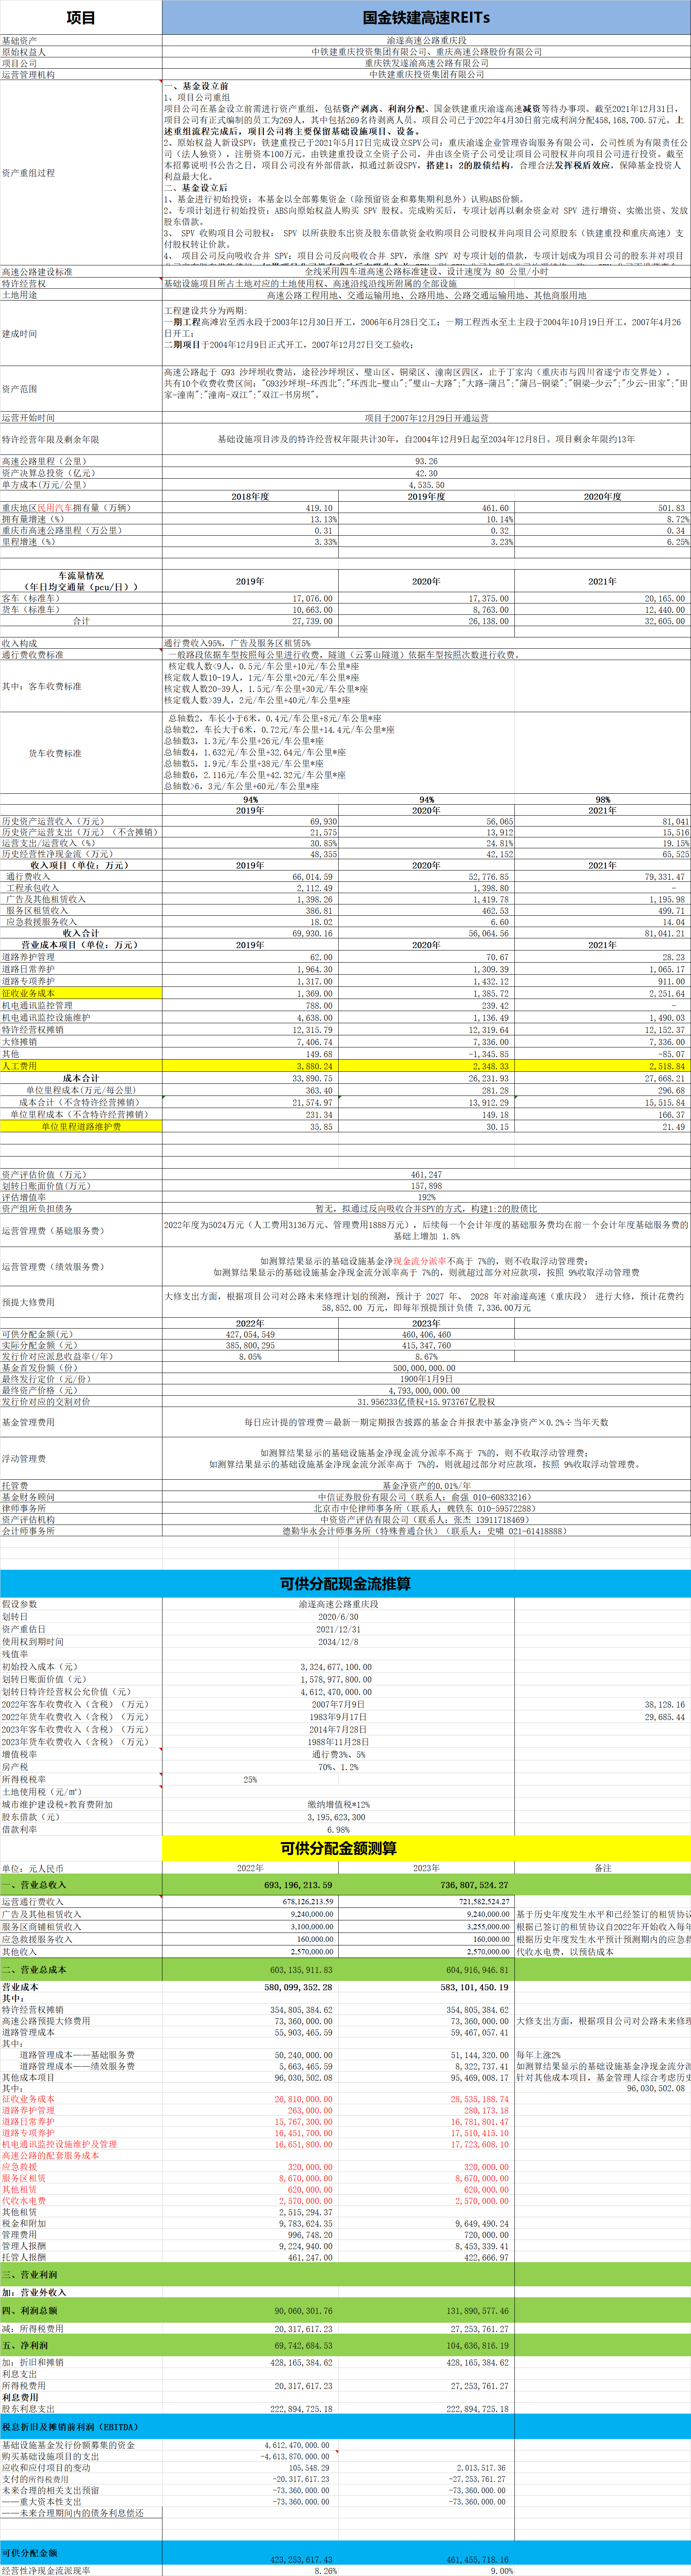 项目 国金铁建高速REITs
基础资产 渝遂高速公路重庆段
原始权益人 中铁建重庆投资集团有限公司、重庆高速公路股份有限公司
项目公司 重庆铁发遂渝高速公路有限公司
运营管理机构 中铁建重庆投资集团有限公司
资产重组过程
一、基金设立前
1、项目公司重组
项目公司在基金设立前需进行资产重组，包括资产剥离、利润分配、国金铁建重庆渝遂高速减资等待办事项。截至2021年12月31日，
项目公司有正式编制的员工为269人，其中包括269名待剥离人员。项目公司已于2022年4月30日前完成利润分配458,168,700.57元。上
述重组流程完成后，项目公司将主要保留基础设施项目、设备。
2、原始权益人新设SPV：铁建重投已于2021年5月17日完成设立SPV公司：重庆渝遂企业管理咨询服务有限公司，公司性质为有限责任公
司（法人独资），注册资本100万元。由铁建重投设立全资子公司，并由该全资子公司受让项目公司股权并向项目公司进行投资。截至
本招募说明书公告之日，项目公司没有外部借款，拟通过新设SPV，搭建1：2的股债结构，合理合法发挥税盾效应，保障基金投资人
利益最大化。
二、基金设立后
1、基金进行初始投资：本基金以全部募集资金（除预留资金和募集期利息外）认购ABS份额。
2、专项计划进行初始投资：ABS向原始权益人购买 SPV 股权。完成购买后，专项计划再以剩余资金对 SPV 进行增资、实缴出资、发放
股东借款。
3、 SPV 收购项目公司股权： SPV 以所获股东出资及股东借款资金收购项目公司股权并向项目公司原股东（铁建重投和重庆高速）支
付股权转让价款。
4、 项目公司反向吸收合并 SPV：项目公司反向吸收合并 SPV，承继 SPV 对专项计划的借款，专项计划成为项目公司的股东并对项目
高速公路建设标准 全线采用四车道高速公路标准建设、设计速度为 80 公里/小时
特许经营权 基础设施项目所占土地对应的土地使用权、高速沿线沿线所附属的全部设施
土地用途 高速公路工程用地、交通运输用地、公路用地、公路交通运输用地、其他商服用地
建成时间
工程建设共分为两期:
一期工程高滩岩至西永段于2003年12月30日开工，2006年6月28日交工；一期工程西永至土主段于2004年10月19日开工，2007年4月26
日开工；
二期项目于2004年12月9日正式开工，2007年12月27日交工验收；
资产范围
高速公路起于 G93 沙坪坝收费站，途径沙坪坝区、璧山区、铜梁区、潼南区四区，止于丁家沟（重庆市与四川省遂宁市交界处）。
共有10个收费收费区间："G93沙坪坝-环西北";"环西北-璧山";"璧山-大路";"大路-蒲吕";"蒲吕-铜梁";"铜梁-少云";"少云-田家";"田
家-潼南";"潼南-双江";"双江-书房坝"。
运营开始时间 项目于2007年12月29日开通运营
特许经营年限及剩余年限 基础设施项目涉及的特许经营权年限共计30年，自2004年12月9日起至2034年12月8日。项目剩余年限约13年
高速公路里程（公里） 93.26
资产决算总投资（亿元） 42.30
单方成本(万元/公里） 4,535.50
2018年度 2019年度 2020年度
重庆地区民用汽车拥有量（万辆） 419.10 461.60 501.83
拥有量增速（%） 13.13% 10.14% 8.72%
重庆市高速公路里程（万公里） 0.31 0.32 0.34
里程增速（%） 3.33% 3.23% 6.25%
车流量情况
（年日均交通量（pcu/日）） 2019年 2020年 2021年
客车（标准车） 17,076.00 17,375.00 20,165.00
货车（标准车） 10,663.00 8,763.00 12,440.00
合计 27,739.00 26,138.00 32,605.00
收入构成 通行费收入95%，广告及服务区租赁5%
通行费收费标准 一般路段依据车型按照每公里进行收费，隧道（云雾山隧道）依据车型按照次数进行收费。
其中：客车收费标准
核定载人数<9人，0.5元/车公里+10元/车公里*座
核定载人数10-19人，1元/车公里+20元/车公里*座
核定载人数20-39人，1.5元/车公里+30元/车公里*座
核定载人数>39人，2元/车公里+40元/车公里*座
货车收费标准
总轴数2，车长小于6米，0.4元/车公里+8元/车公里*座
总轴数2，车长大于6米，0.72元/车公里+14.4元/车公里*座
总轴数3，1.3元/车公里+26元/车公里*座
总轴数4，1.632元/车公里+32.64元/车公里*座
总轴数5，1.9元/车公里+38元/车公里*座
总轴数6，2.116元/车公里+42.32元/车公里*座
总轴数>6，3元/车公里+60元/车公里*座
94% 94% 98%
2019年 2020年 2021年
历史资产运营收入（万元） 69,930 56,065 81,041
历史资产运营支出（万元）（不含摊销） 21,575 13,912 15,516
运营支出/运营收入（%） 30.85% 24.81% 19.15%
历史经营性净现金流（万元） 48,355 42,152 65,525
收入项目（单位：万元） 2019年 2020年 2021年
通行费收入 66,014.59 52,776.85 79,331.47
工程承包收入 2,112.49 1,398.80 -
广告及其他租赁收入 1,398.26 1,419.78 1,195.98
服务区租赁收入 386.81 462.53 499.71
应急救援服务收入 18.02 6.60 14.04
收入合计 69,930.16 56,064.56 81,041.21
营业成本项目（单位：万元） 2019年 2020年 2021年
道路养护管理 62.00 70.67 28.23
道路日常养护 1,964.30 1,309.39 1,065.17
道路专项养护 1,317.00 1,432.12 911.00
征收业务成本 1,369.00 1,385.72 2,251.64
机电通讯监控管理 788.00 239.42 -
机电通讯监控设施维护 4,638.00 1,136.49 1,490.03
特许经营权摊销 12,315.79 12,319.64 12,152.37
大修摊销 7,406.74 7,336.00 7,336.00
其他 149.68 -1,345.85 -85.07
人工费用 3,880.24 2,348.33 2,518.84
成本合计 33,890.75 26,231.93 27,668.21
单位里程成本(万元/每公里) 363.40 281.28 296.68
成本合计（不含特许经营摊销） 21,574.97 13,912.29 15,515.84
单位里程成本（不含特许经营摊销） 231.34 149.18 166.37
单位里程道路维护费 35.85 30.15 21.49
资产评估价值（万元） 461,247
划转日账面价值(万元） 157,898
评估增值率 192%
资产组所负担债务 暂无，拟通过反向吸收合并SPV的方式，构建1:2的股债比
运营管理费（基础服务费）
2022年度为5024万元（人工费用3136万元、管理费用1888万元），后续每一个会计年度的基础服务费均在前一个会计年度基础服务费的
基础上增加 1.8%
运营管理费（绩效服务费）
如测算结果显示的基础设施基金净现金流分派率不高于 7%的，则不收取浮动管理费；
如测算结果显示的基础设施基金净现金流分派率高于 7%的，则就超过部分对应款项，按照 9%收取浮动管理费
预提大修费用
大修支出方面，根据项目公司对公路未来修理计划的预测，预计于 2027 年、 2028 年对渝遂高速（重庆段） 进行大修，预计花费约
58,852.00 万元，即每年预提预计负债 7,336.00万元
2022年 2023年
可供分配金额(元） 427,054,549 460,406,460
实际分配金额（元） 385,800,295 415,347,760
发行价对应派息收益率(/年） 8.05% 8.67%
基金首发份额（份） 500,000,000.00
最终发行定价（元/份） 1900年1月9日
最终资产价格（元） 4,793,000,000.00
发行价对应的交割对价 31.956233亿债权+15.973767亿股权
基金管理费用 每日应计提的管理费＝最新一期定期报告披露的基金合并报表中基金净资产×0.2%÷当年天数
浮动管理费
如测算结果显示的基础设施基金净现金流分派率不高于 7%的，则不收取浮动管理费；
如测算结果显示的基础设施基金净现金流分派率高于 7%的，则就超过部分对应款项，按照 9%收取浮动管理费。
托管费 基金净资产的0.01%/年
基金财务顾问 中信证券股份有限公司（联系人：俞强 010-60833216）
律师事务所 北京市中伦律师事务所（联系人：魏轶东 010-59572288）
资产评估机构 中资资产评估有限公司（联系人：张杰 13911718469）
会计师事务所 德勤华永会计师事务所（特殊普通合伙）（联系人：史啸 021-61418888）
可供分配现金流推算
假设参数 渝遂高速公路重庆段
划转日 2020/6/30
资产重估日 2021/12/31
使用权到期时间 2034/12/8
残值率
初始投入成本（元） 3,324,677,100.00
划转日账面价值（元） 1,578,977,800.00
划转日特许经营权公允价值（元） 4,612,470,000.00
2022年客车收费收入（含税）（万元） 2007年7月9日 38,128.16
2022年货车收费收入（含税）（万元） 1983年9月17日 29,685.44
2023年客车收费收入（含税）（万元） 2014年7月28日
2023年货车收费收入（含税）（万元） 1988年11月28日
增值税率 通行费3%、5%
房产税 70%、1.2%
所得税税率 25%
土地使用税（元/㎡）
城市维护建设税+教育费附加 缴纳增值税*12%
股东借款（元） 3,195,623,300
借款利率 6.98%
可供分配金额测算
单位：元人民币 2022年 2023年 备注
一、营业总收入 693,196,213.59 736,807,524.27
运营通行费收入 678,126,213.59 721,582,524.27
广告及其他租赁收入 9,240,000.00 9,240,000.00 基于历史年度发生水平和已经签订的租赁协议
服务区商铺租赁收入 3,100,000.00 3,255,000.00 根据已签订的租赁协议自2022年开始收入每年
应急救援服务收入 160,000.00 160,000.00 根据历史年度发生水平预计预测期内的应急救
其他收入 2,570,000.00 2,570,000.00 代收水电费，以预估成本
二、营业总成本 603,135,911.83 604,916,946.81
营业成本 580,099,352.28 583,101,450.19
其中：
特许经营权摊销 354,805,384.62 354,805,384.62
高速公路预提大修费用 73,360,000.00 73,360,000.00 大修支出方面，根据项目公司对公路未来修理
道路管理成本 55,903,465.59 59,467,057.41
其中：
道路管理成本——基础服务费 50,240,000.00 51,144,320.00 每年上涨2%
道路管理成本——绩效服务费 5,663,465.59 8,322,737.41 如测算结果显示的基础设施基金净现金流分派
其他成本项目 96,030,502.08 95,469,008.17 针对其他成本项目，基金管理人综合考虑历史
其中： 96,030,502.08
征收业务成本 26,810,000.00 28,535,188.74
道路养护管理 263,000.00 280,173.18
道路日常养护 15,767,300.00 16,781,801.47
道路专项养护 16,451,700.00 17,510,415.10
机电通讯监控设施维护及管理 16,651,800.00 17,723,608.10
高速公路的配套服务成本
应急救援 320,000.00 320,000.00
服务区租赁 8,670,000.00 8,670,000.00
其他租赁 620,000.00 620,000.00
代收水电费 2,570,000.00 2,570,000.00
其他租赁 2,515,294.37
税金和附加 9,783,624.35 9,649,490.24
管理费用 996,748.20 720,000.00
管理人报酬 9,224,940.00 8,453,339.41
托管人报酬 461,247.00 422,666.97
三、营业利润
加：营业外收入
四、利润总额 90,060,301.76 131,890,577.46
减：所得税费用 20,317,617.23 27,253,761.27
五、净利润 69,742,684.53 104,636,816.19
加：折旧和摊销 428,165,384.62 428,165,384.62
利息支出
所得税费用 20,317,617.23 27,253,761.27
利息费用
股东利息支出 222,894,725.18 222,894,725.18
税息折旧及摊销前利润（EBITDA）
基础设施基金发行份额募集的资金 4,612,470,000.00
购买基础设施项目的支出 -4,613,870,000.00
应收和应付项目的变动 105,548.29 2,013,517.36
支付的所得税费用 -20,317,617.23 -27,253,761.27
未来合理的相关支出预留 -73,360,000.00 -73,360,000.00
——重大资本性支出 -73,360,000.00 -73,360,000.00
——未来合理期间内的债务利息偿还
可供分配金额 423,253,617.43 461,455,718.16
经营性净现金流派现率 8.26% 9.00%